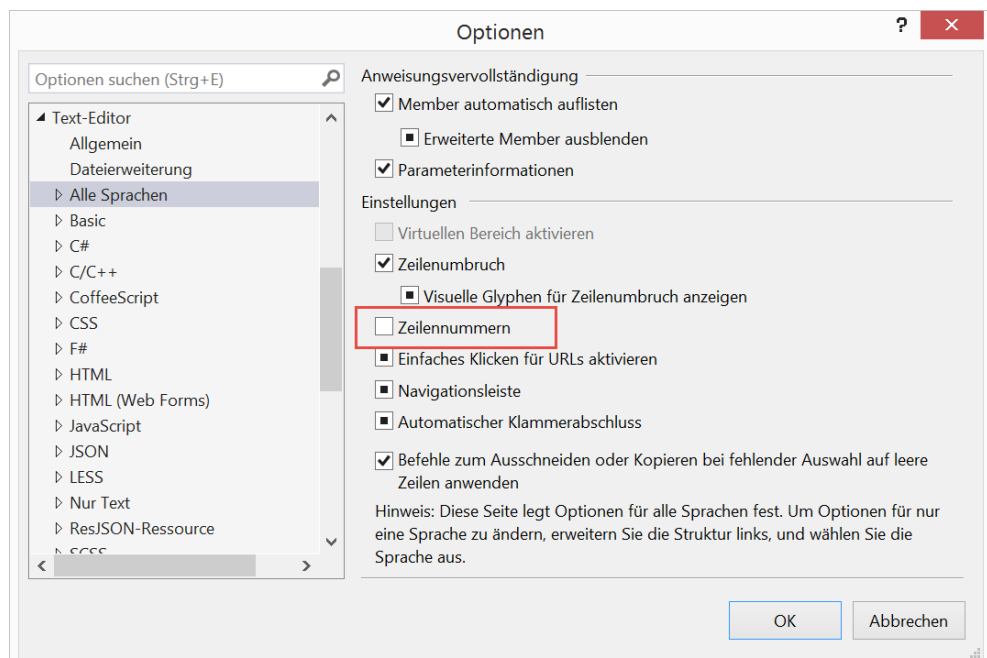 Optionen
?
Optionen suchen (Strg+E)
Text-Editor
Allgemein
Dateierweiterung
Alle Sprachen
Basic
C#
C/C++
CoffeeScript
CSS
F#
HTML
HTML (Web Forms)
JavaScript
JSON
LESS
Nur Text
ResJSON-Ressource
SCSS
Anweisungsvervollständigung
Member automatisch auflisten
Erweiterte Member ausblenden
Parameterinformationen
Einstellungen
Virtuellen Bereich aktivieren
Zeilenumbruch
Visuelle Glyphen für Zeilenumbruch anzeigen
Zeilennummern
Einfaches Klicken für URLs aktivieren
Navigationsleiste
Automatischer Klammerabschluss
Befehle zum Ausschneiden oder Kopieren bei fehlender Auswahl auf leere
Zeilen anwenden
Hinweis: Diese Seite legt Optionen für alle Sprachen fest. Um Optionen für nur
eine Sprache zu ändern, erweitern Sie die Struktur links, und wählen Sie die
Sprache aus.
OK
Abbrechen